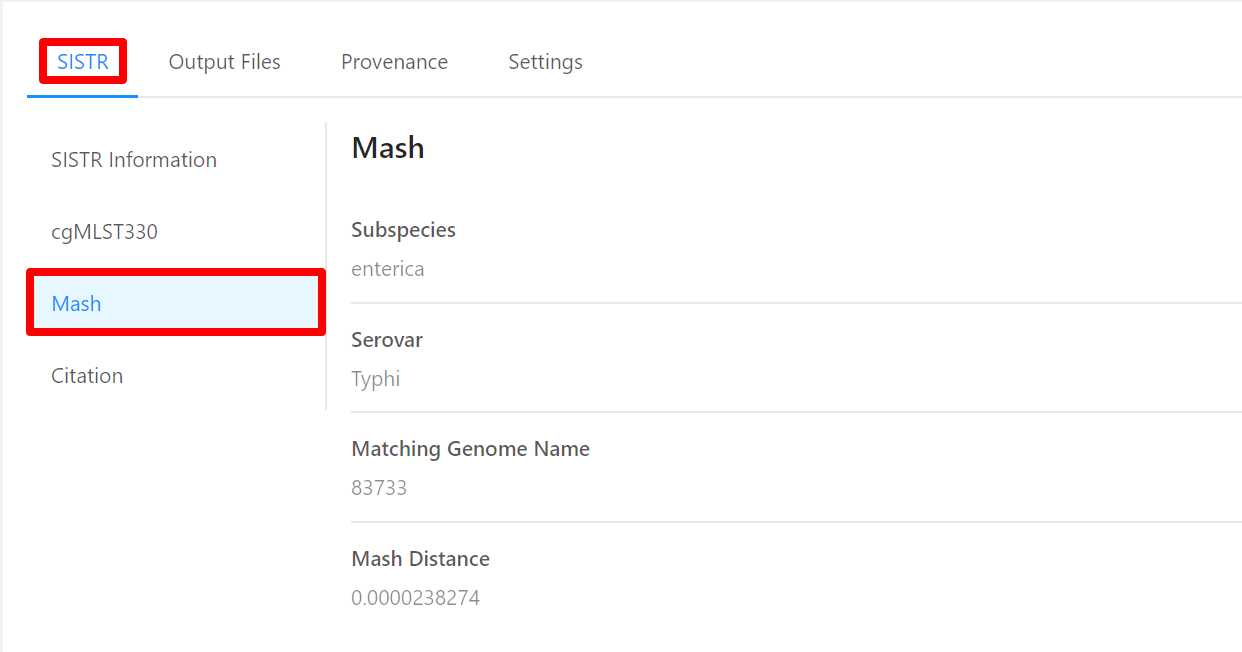 SISTR
Output Files
Provenance
Settings
SISTR Information
cgMLST330
Mash
Citation
Mash
Subspecies
enterica
Serovar
Typhi
Matching Genome Name
83733
Mash Distance
0.0000238274